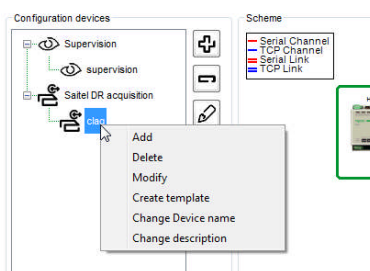 Configuration devices
Scheme
Supervision
supervision
Saitel DR acquisition
claq
Serial Channel
TCP Channel
Serial Link
TCP Link
Add
Delete
Modify
Create template
Change Device name
Change description